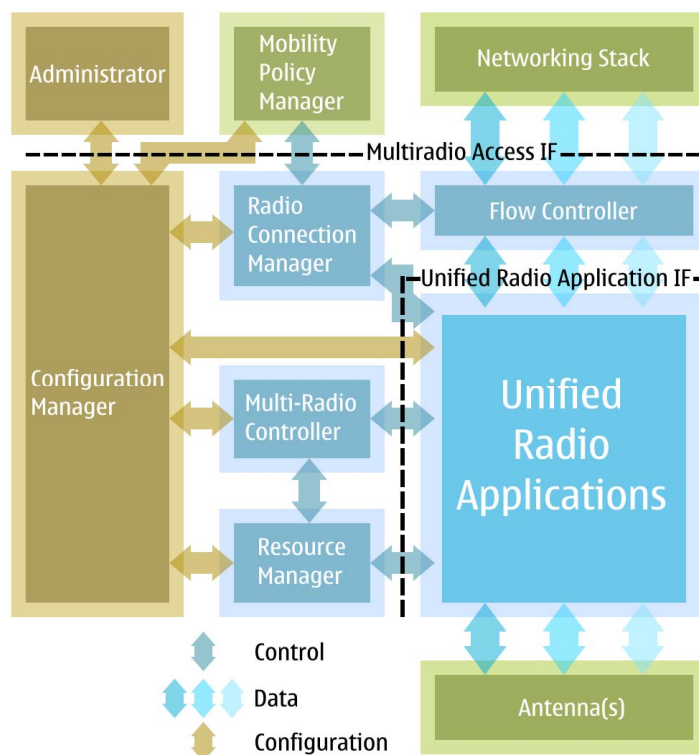 Administrator
Mobility
Policy
Manager
Networking Stack
Multiradio Access IF
Radio
Connection
Manager
Flow Controller
Unified Radio Application IF
Configuration
Manager
Multi-Radio
Controller
Unified
Radio
Applications
Resource
Manager
Control
Data
Configuration
Antenna(s)